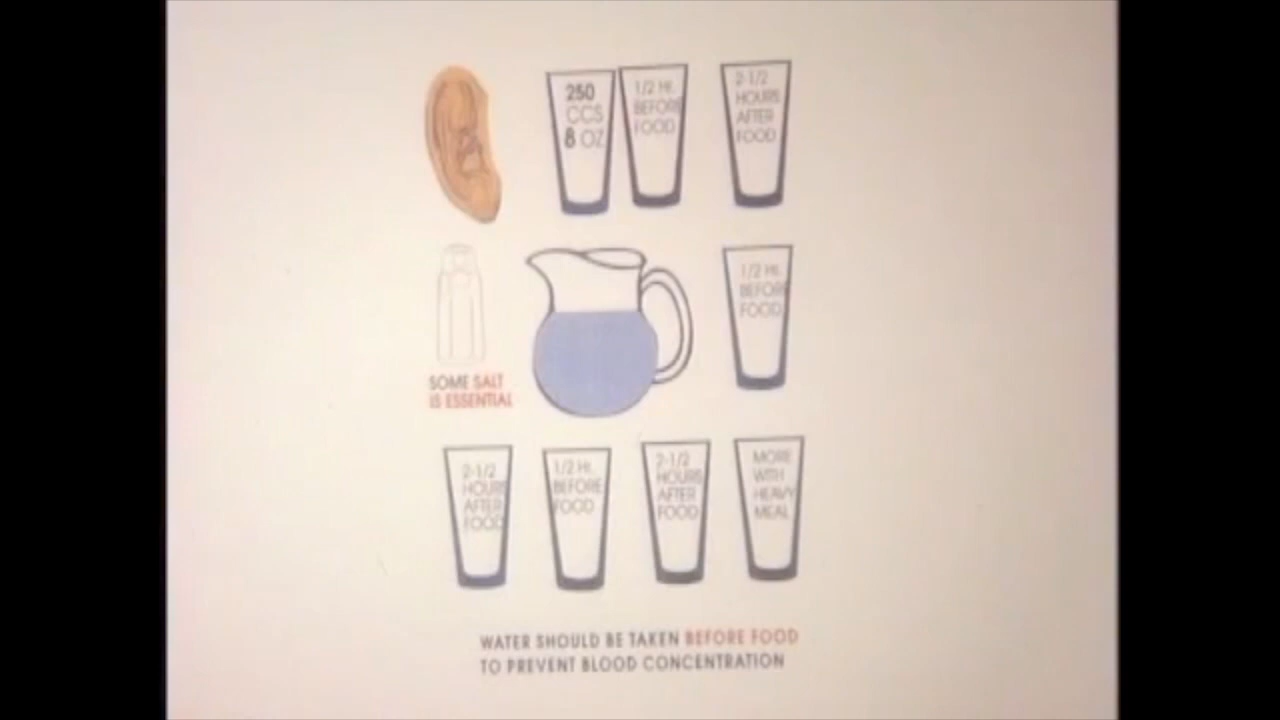 250
CCS
8 OZ
1/2 Hr.
BEFORE
FOOD
2-1/2
HOURS
AFTER
FOOD
SOME SALT
IS ESSENTIAL
1/2 Hr.
BEFORE
FOOD
2-1/2
HOURS
AFTER
FOOD
1/2 Hr.
BEFORE
FOOD
2-1/2
HOURS
AFTER
FOOD
MORE
WITH
HEAVY
MEAL
WATER SHOULD BE TAKEN BEFORE FOOD
TO PREVENT BLOOD CONCENTRATION